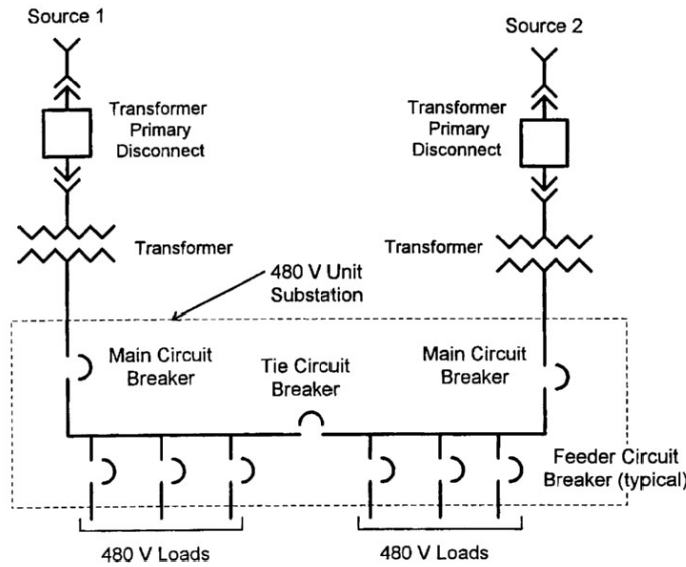 Source 1
Source 2
Transformer
Primary
Disconnect
Transformer
Primary
Disconnect
Transformer
Transformer
480 V Unit
Substation
Main Circuit
Breaker
Tie Circuit
Breaker
Main Circuit
Breaker
Feeder Circuit
Breaker (typical)
480 V Loads
480 V Loads